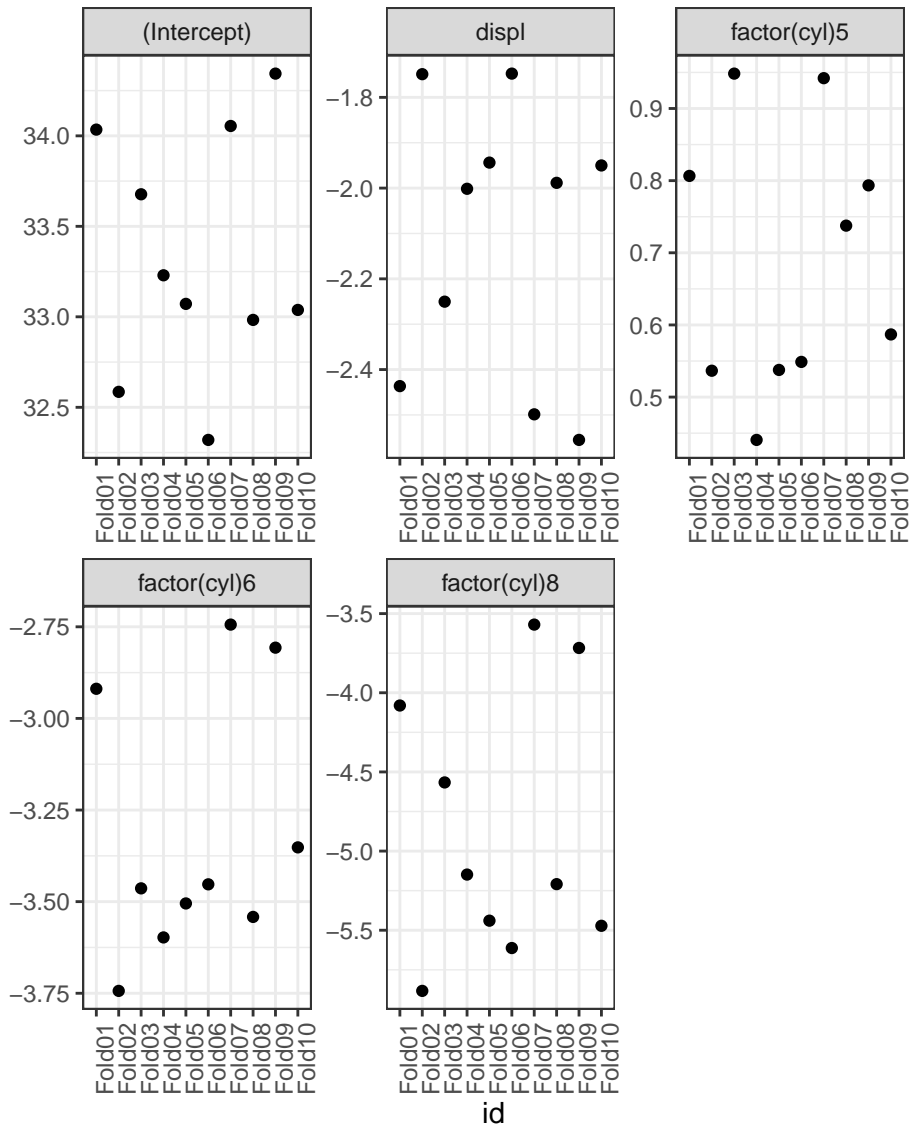 (Intercept)
displ
factor(cyl)5
34.0
33.5
33.0
32.5
−1.8
−2.0
−2.2
−2.4
0.9
0.8
0.7
0.6
0.5
Fold01
Fold02
Fold03
Fold04
Fold05
Fold06
Fold07
Fold08
Fold09
Fold10
Fold01
Fold02
Fold03
Fold04
Fold05
Fold06
Fold07
Fold08
Fold09
Fold10
Fold01
Fold02
Fold03
Fold04
Fold05
Fold06
Fold07
Fold08
Fold09
Fold10
factor(cyl)6
factor(cyl)8
−2.75
−3.00
−3.25
−3.50
−3.75
−3.5
−4.0
−4.5
−5.0
−5.5
Fold01
Fold02
Fold03
Fold04
Fold05
Fold06
Fold07
Fold08
Fold09
Fold10
Fold01
Fold02
Fold03
Fold04
Fold05
Fold06
Fold07
Fold08
Fold09
Fold10
id